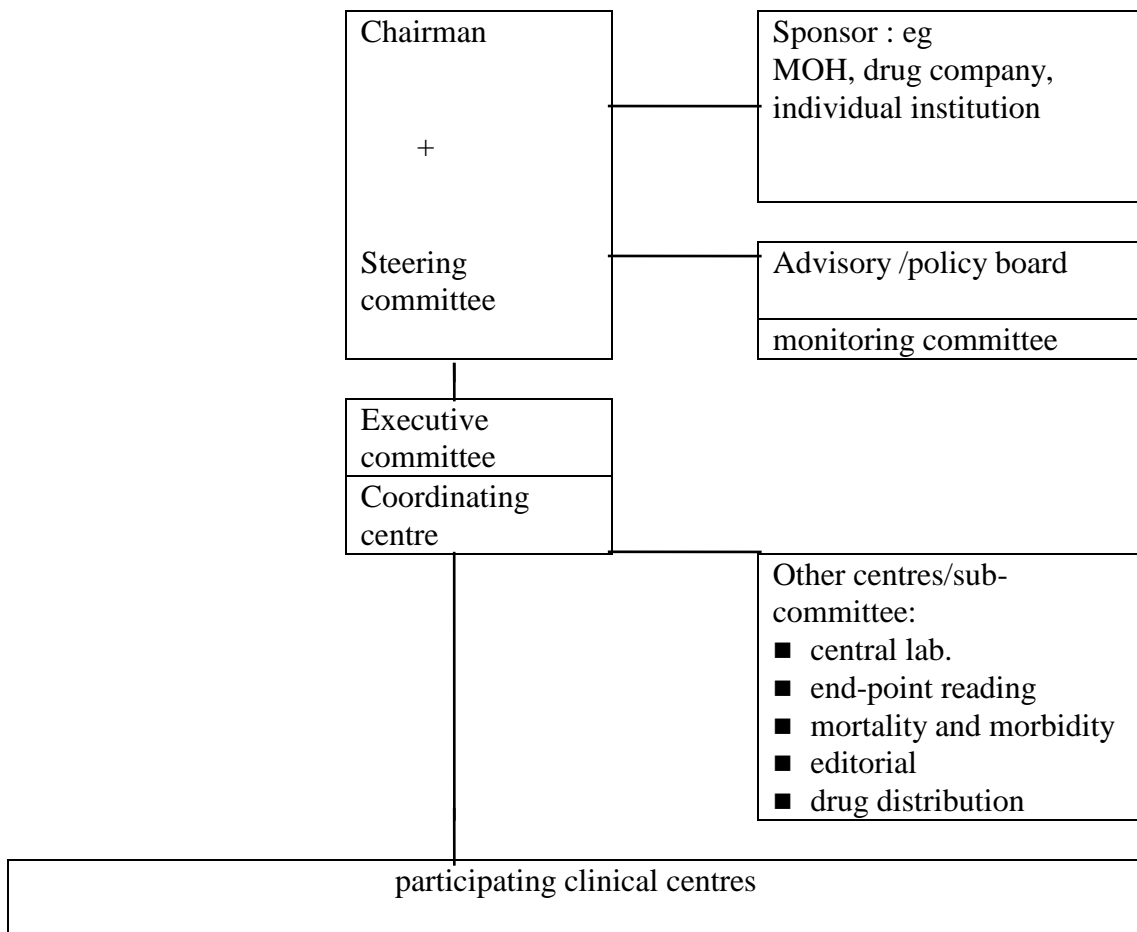 Chairman
+
Steering
committee
Sponsor : eg
MOH, drug company,
individual institution
Advisory /policy board
monitoring committee
Executive
committee
Coordinating
centre
Other centres/sub-
committee:
■ central lab.
■ end-point reading
■ mortality and morbidity
■ editorial
■ drug distribution
participating clinical centres